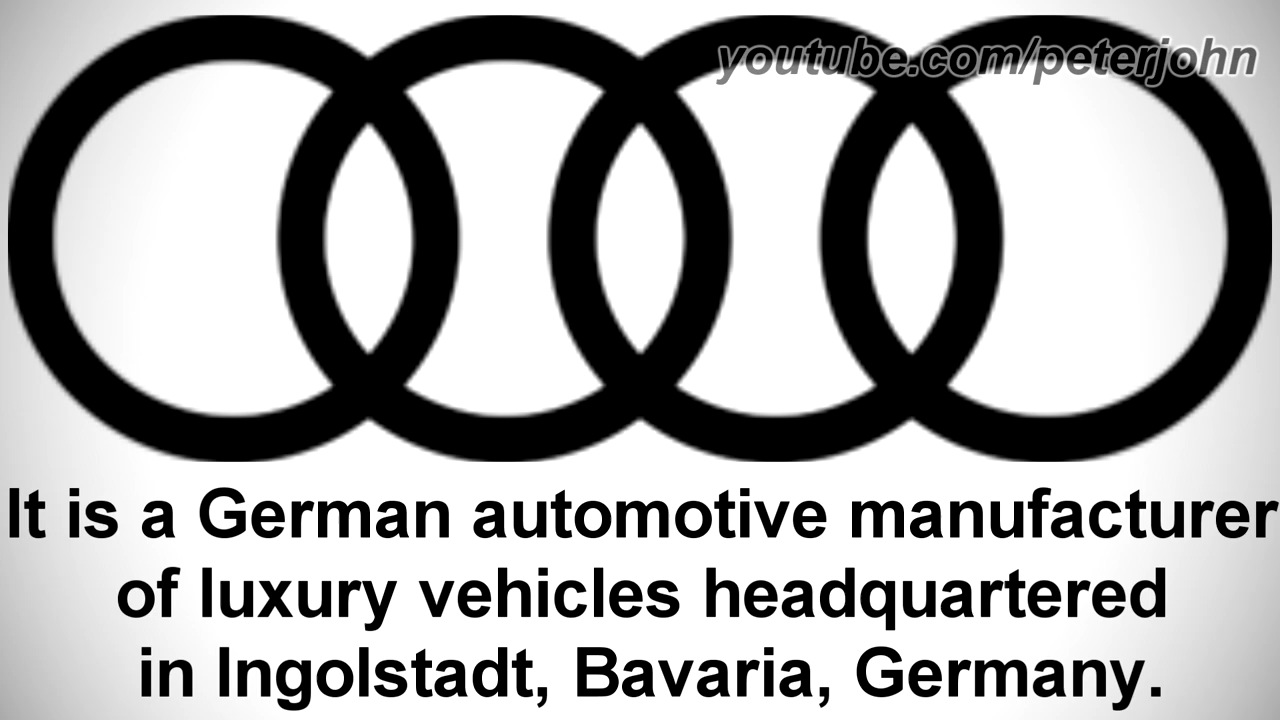 youtube.com/peterjohn
It is a German automotive manufacturer
of luxury vehicles headquartered
in Ingolstadt, Bavaria, Germany.